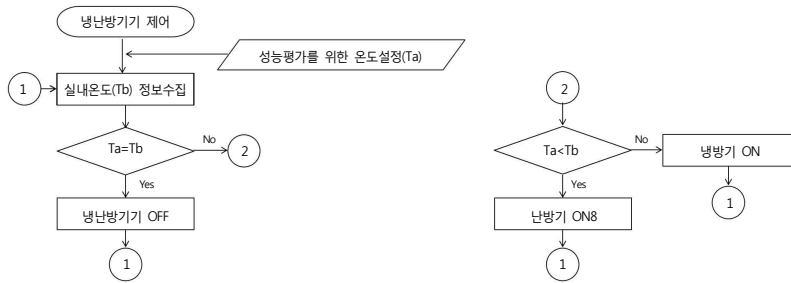 냉난방기기 제어
성능평가를 위한 온도설정(Ta)
1
실내온도(Tb) 정보수집
Ta=Tb
No
2
Yes
냉난방기기 OFF
1
2
Ta<Tb
No
냉방기 ON
1
Yes
난방기 ON8
1